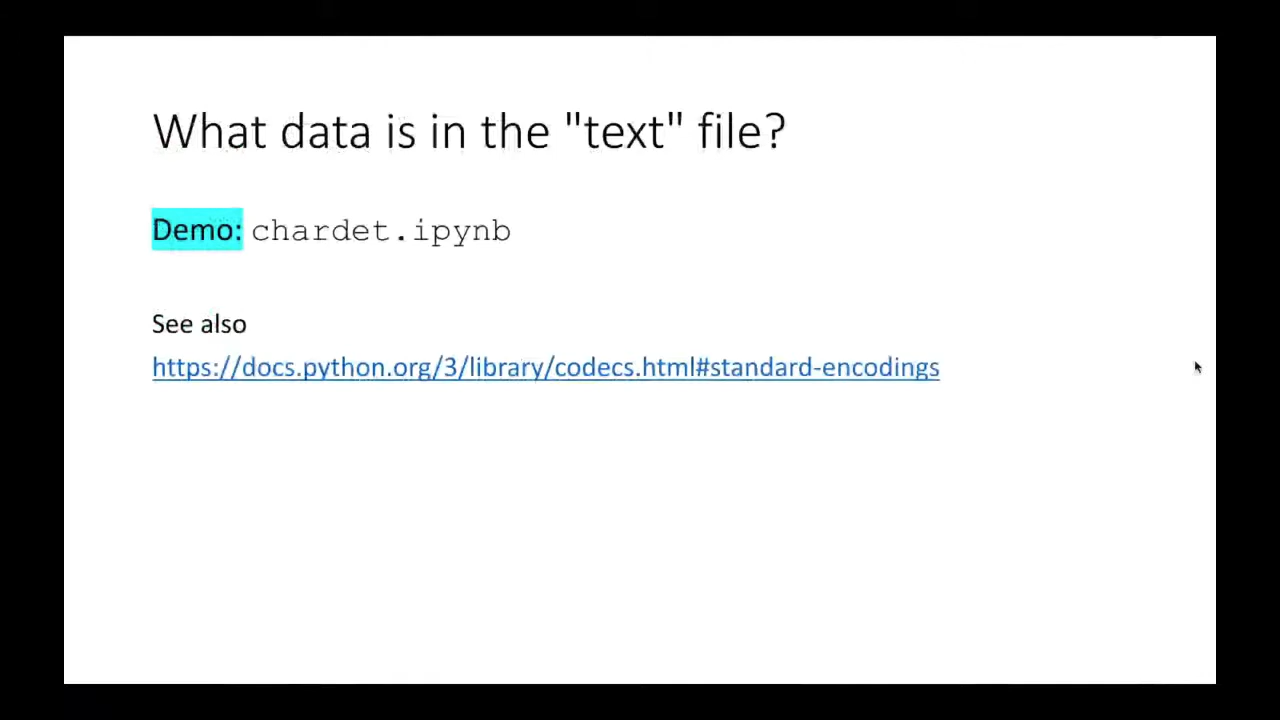 What data is in the "text" file?
Demo: chardet.ipynb
See also
https://docs.python.org/3/library/codecs.html#standard-encodings